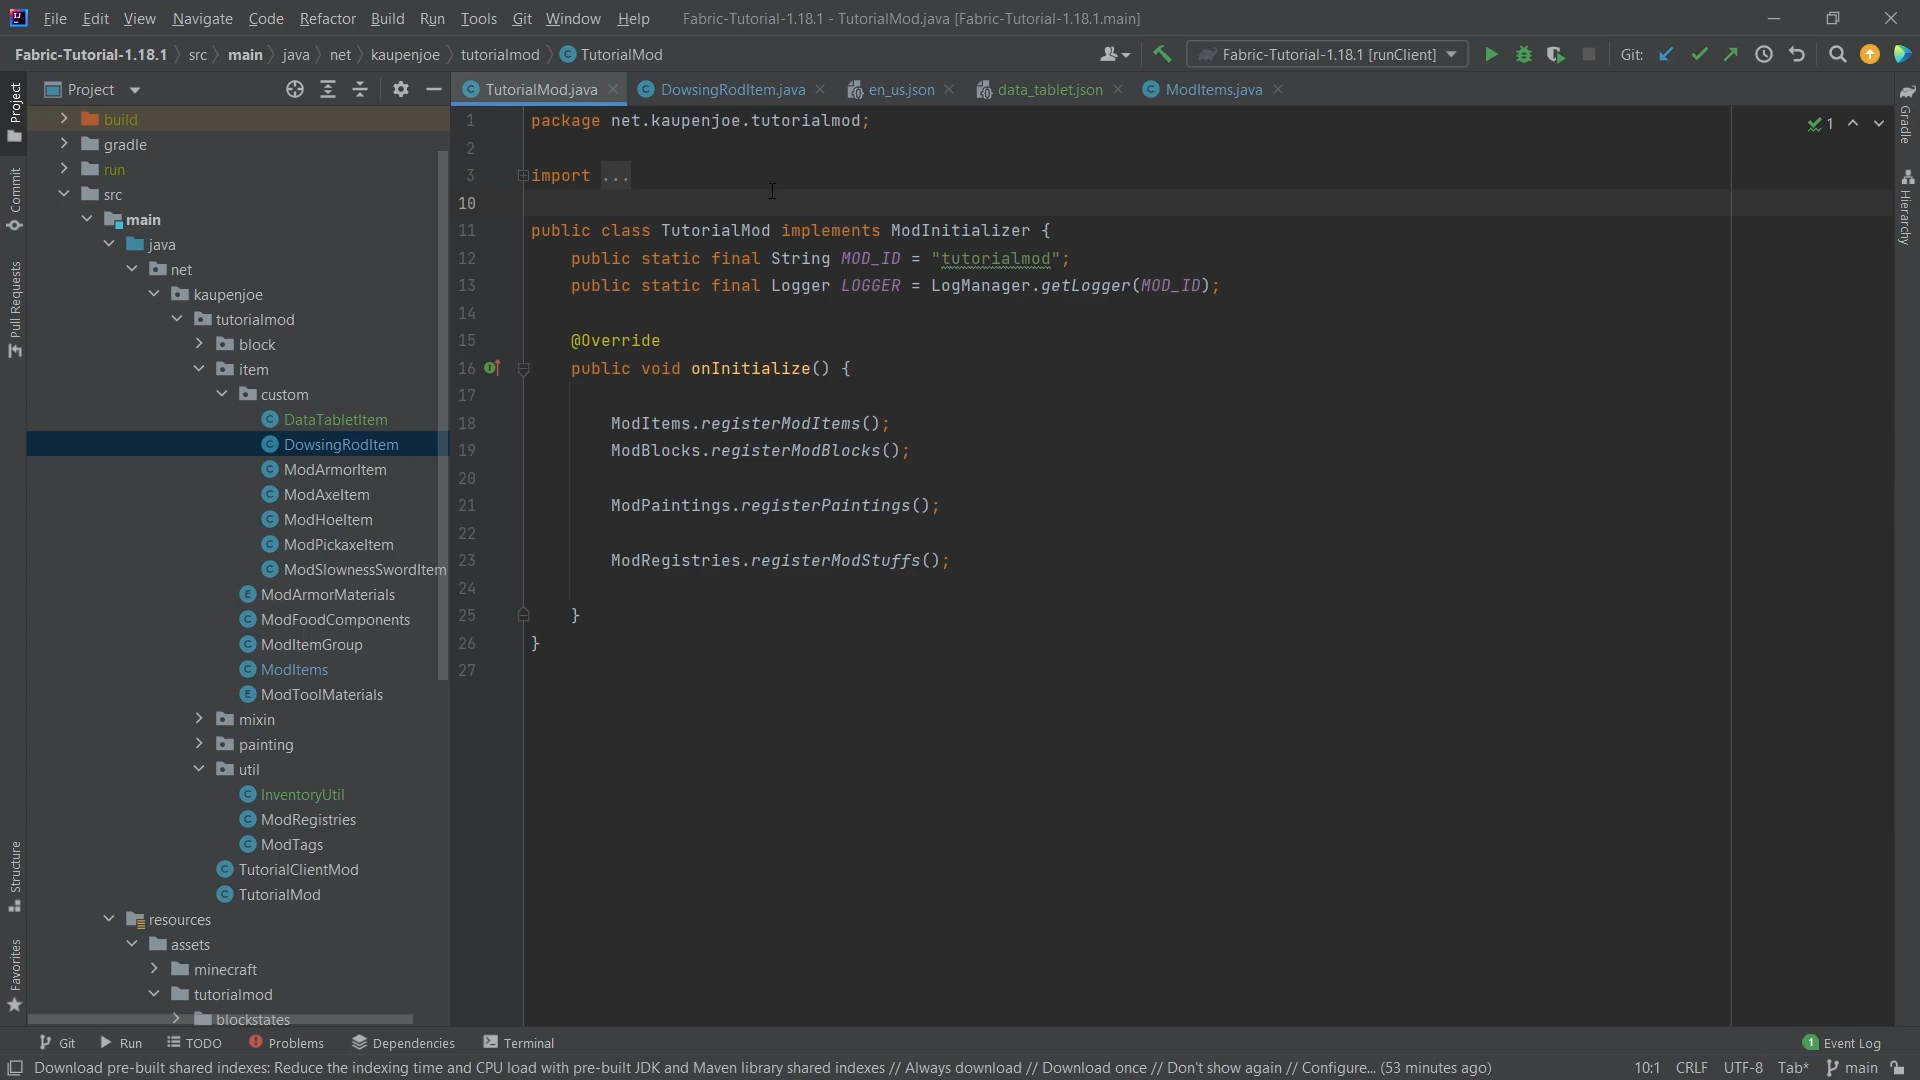 File Edit View Navigate Code Refactor Build Run Tools Git Window Help Fabric-Tutorial-1.18.1 - TutorialMod.java [Fabric-Tutorial-1.18.1.main]
Fabric-Tutorial-1.18.1 src main java net kaupenjoe tutorialmod TutorialMod Fabric-Tutorial-1.18.1 [runClient] Git:
Project TutorialMod.java DowsingRodItem.java en_us.json data_tablet.json ModItems.java
Project
Commit
Pull Requests
Structure
Favorites
build
gradle
run
src
main
java
net
kaupenjoe
tutorialmod
block
item
custom
DataTabletItem
DowsingRodItem
ModArmorItem
ModAxeItem
ModHoeItem
ModPickaxeItem
ModSlownessSwordItem
ModArmorMaterials
ModFoodComponents
ModItemGroup
ModItems
ModToolMaterials
mixin
painting
util
InventoryUtil
ModRegistries
ModTags
TutorialClientMod
TutorialMod
resources
assets
minecraft
tutorialmod
blockstates
1 package net.kaupenjoe.tutorialmod;
2
3 import ...
10
11 public class TutorialMod implements ModInitializer {
12 public static final String MOD_ID = "tutorialmod";
13 public static final Logger LOGGER = LogManager.getLogger(MOD_ID);
14
15 @Override
16 public void onInitialize() {
17
18 ModItems.registerModItems();
19 ModBlocks.registerModBlocks();
20
21 ModPaintings.registerPaintings();
22
23 ModRegistries.registerModStuffs();
24
25 }
26 }
27
1
Gradle
Hierarchy
Git Run TODO Problems Dependencies Terminal 1 Event Log
Download pre-built shared indexes: Reduce the indexing time and CPU load with pre-built JDK and Maven library shared indexes // Always download // Download once // Don't show again // Configure... (53 minutes ago) 10:1 CRLF UTF-8 Tab* main